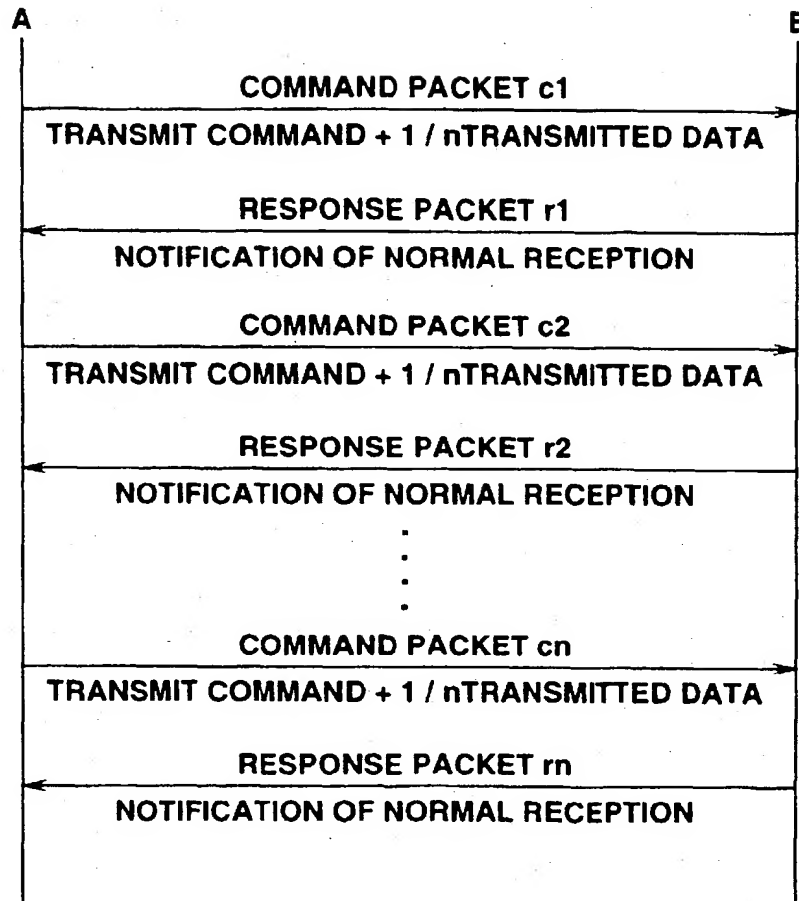 A
B
COMMAND PACKET c1
TRANSMIT COMMAND + 1 / nTRANSMITTED DATA
RESPONSE PACKET r1
NOTIFICATION OF NORMAL RECEPTION
COMMAND PACKET c2
TRANSMIT COMMAND + 1 / nTRANSMITTED DATA
RESPONSE PACKET r2
NOTIFICATION OF NORMAL RECEPTION
COMMAND PACKET cn
TRANSMIT COMMAND + 1 / nTRANSMITTED DATA
RESPONSE PACKET rn
NOTIFICATION OF NORMAL RECEPTION